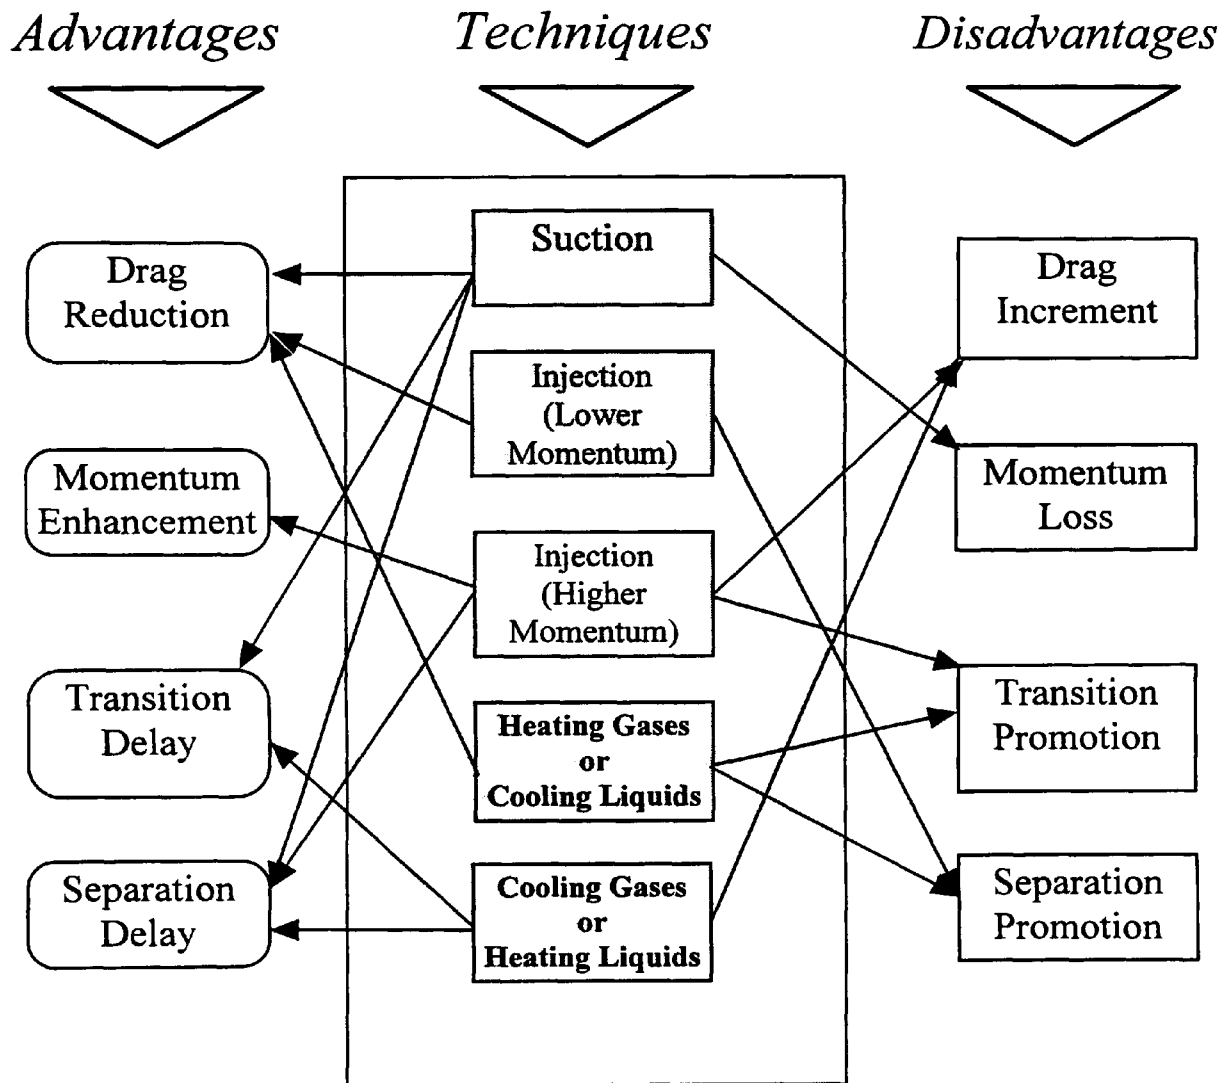 Advantages
Techniques
Disadvantages
Drag
Reduction
Momentum
Enhancement
Transition
Delay
Separation
Delay
Suction
Injection
(Lower
Momentum)
Injection
(Higher
Momentum)
Heating Gases
or
Cooling Liquids
Cooling Gases
or
Heating Liquids
Drag
Increment
Momentum
Loss
Transition
Promotion
Separation
Promotion